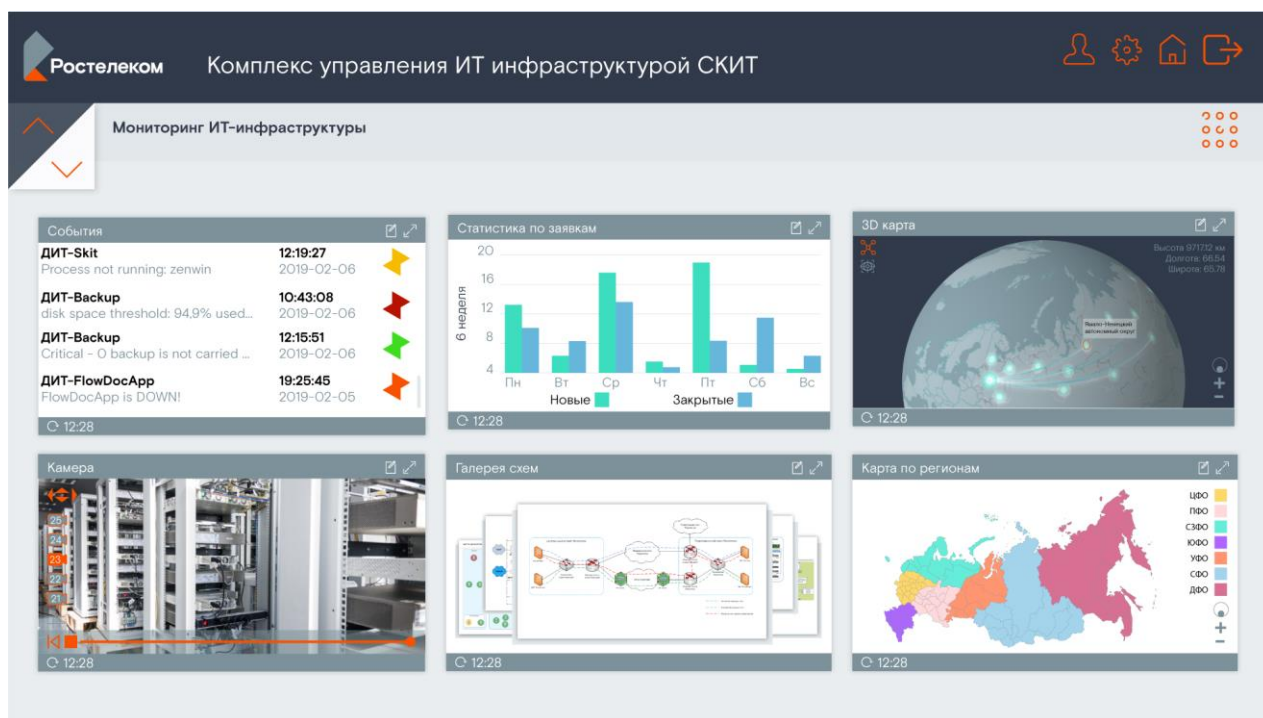 Ростелеком
Комплекс управления ИТ инфраструктурой СКИТ
Мониторинг ИТ-инфраструктуры
События
ДИТ-Skit 12:19:27
Process not running: zenwin 2019-02-06
ДИТ-Backup 10:43:08
disk space threshold: 94,9% used... 2019-02-06
ДИТ-Backup 12:15:51
Critical - O backup is not carried ... 2019-02-06
ДИТ-FlowDocApp 19:25:45
FlowDocApp is DOWN! 2019-02-05
12:28
Статистика по заявкам
20
16
12
8
4
6 неделя
Пн Вт Ср Чт Пт Сб Вс
Новые Закрытые
12:28
3D карта
Высота 9717.12 км
Долгота: 66.54
Широта: 65.78
Ямало-Ненецкий
автономный округ
12:28
Камера
25
24
23
22
21
12:28
Галерея схем
12:28
Карта по регионам
ЦФО
ПФО
СЗФО
ЮФО
УФО
СФО
ДФО
12:28